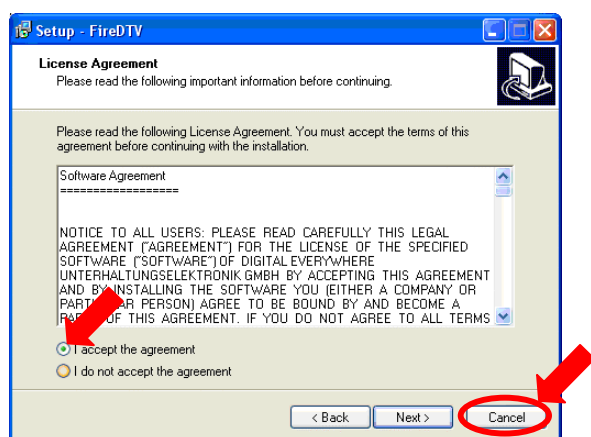 Setup - FireDTV
License Agreement
Please read the following important information before continuing.
Please read the following License Agreement. You must accept the terms of this
agreement before continuing with the installation.
Software Agreement
==================
NOTICE TO ALL USERS: PLEASE READ CAREFULLY THIS LEGAL
AGREEMENT ("AGREEMENT") FOR THE LICENSE OF THE SPECIFIED
SOFTWARE ("SOFTWARE") OF DIGITAL EVERYWHERE
UNTERHALTUNGSELEKTRONIK GMBH BY ACCEPTING THIS AGREEMENT
AND BY INSTALLING THE SOFTWARE YOU (EITHER A COMPANY OR
PERSON) AGREE TO BE BOUND BY AND BECOME A
OF THIS AGREEMENT. IF YOU DO NOT AGREE TO ALL TERMS
I accept the agreement
I do not accept the agreement
< Back
Next >
Cancel